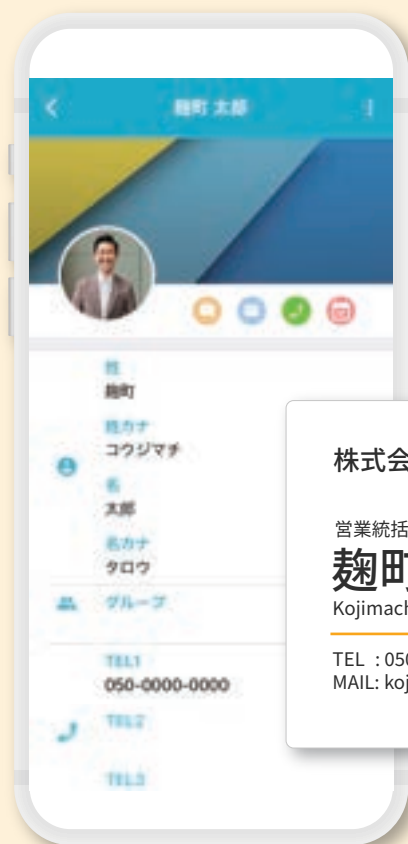 麹町 太郎
姓
麹町
姓カナ
コウジマチ
名
太郎
名カナ
タロウ
グループ
TEL1
050-0000-0000
TEL2
TEL3
株式会
営業統括
麹町
Kojimach
TEL : 050
MAIL: koj